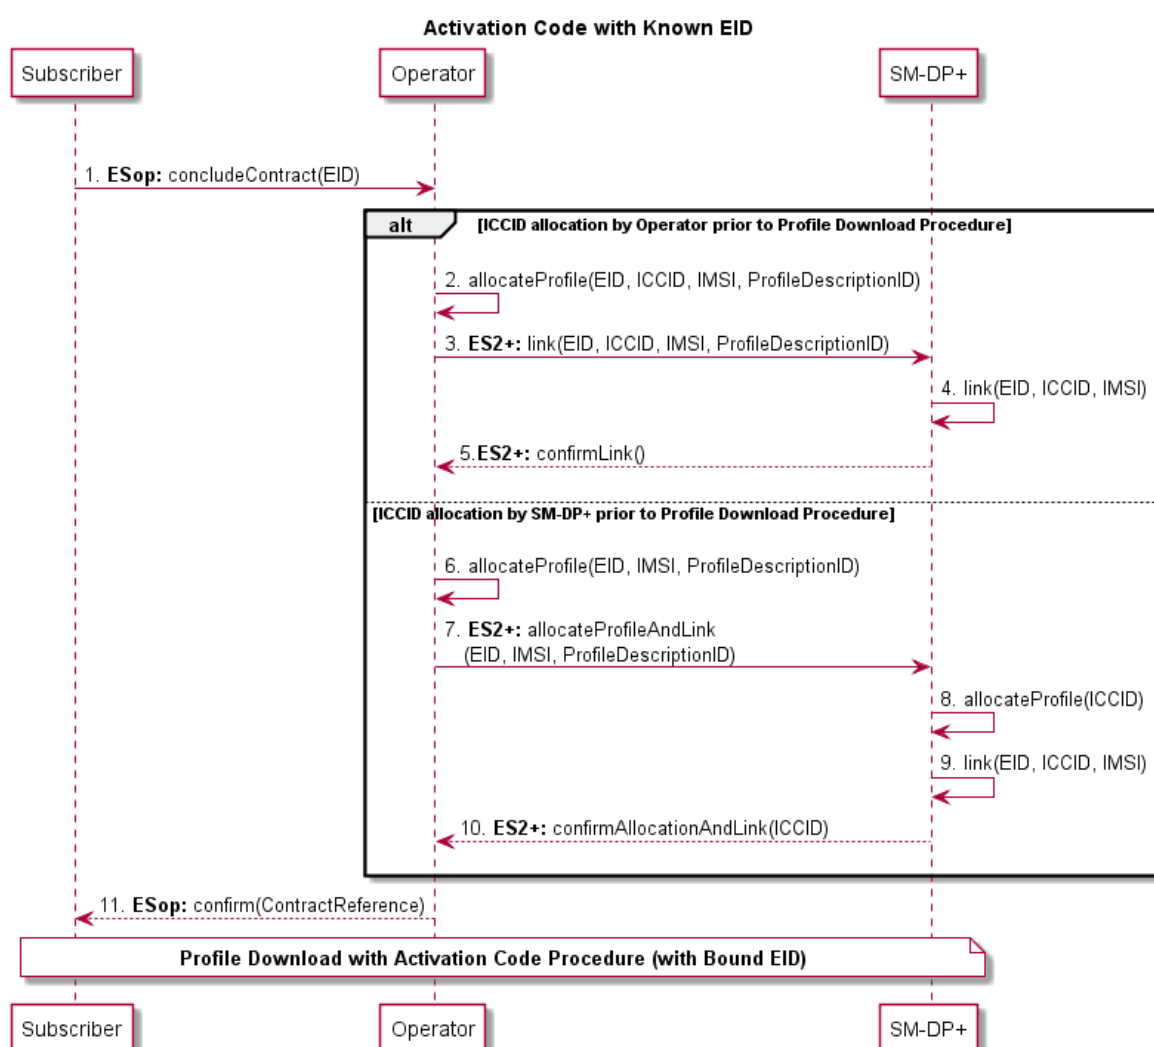 Activation Code with Known EID
Subscriber
Operator
SM-DP+
1. ESop: concludeContract(EID)
alt
[ICCID allocation by Operator prior to Profile Download Procedure]
2. allocateProfile(EID, ICCID, IMSI, ProfileDescriptionID)
3. ES2+: link(EID, ICCID, IMSI, ProfileDescriptionID)
4. link(EID, ICCID, IMSI)
5.ES2+: confirmLink()
[ICCID allocation by SM-DP+ prior to Profile Download Procedure]
6. allocateProfile(EID, IMSI, ProfileDescriptionID)
7. ES2+: allocateProfileAndLink
(EID, IMSI, ProfileDescriptionID)
8. allocateProfile(ICCID)
9. link(EID, ICCID, IMSI)
10. ES2+: confirmAllocationAndLink(ICCID)
11. ESop: confirm(ContractReference)
Profile Download with Activation Code Procedure (with Bound EID)
Subscriber
Operator
SM-DP+